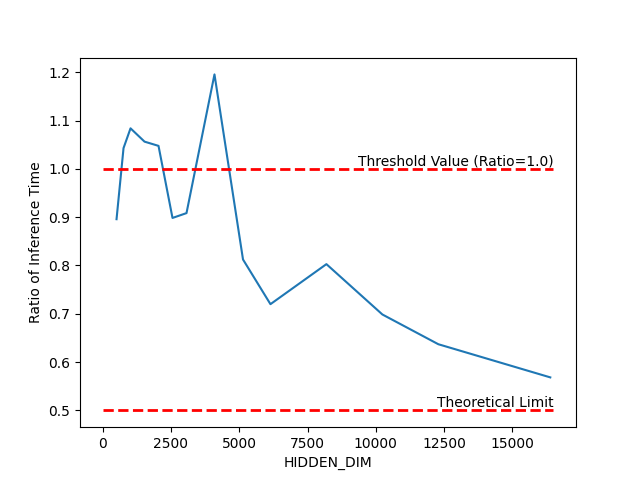 1.2
1.1
Threshold Value (Ratio=1.0)
1.0
0.9
0.8
0.7
0.6
Theoretical Limit
0.5
Ratio of Inference Time
0 2500 5000 7500 10000 12500 15000
HIDDEN_DIM